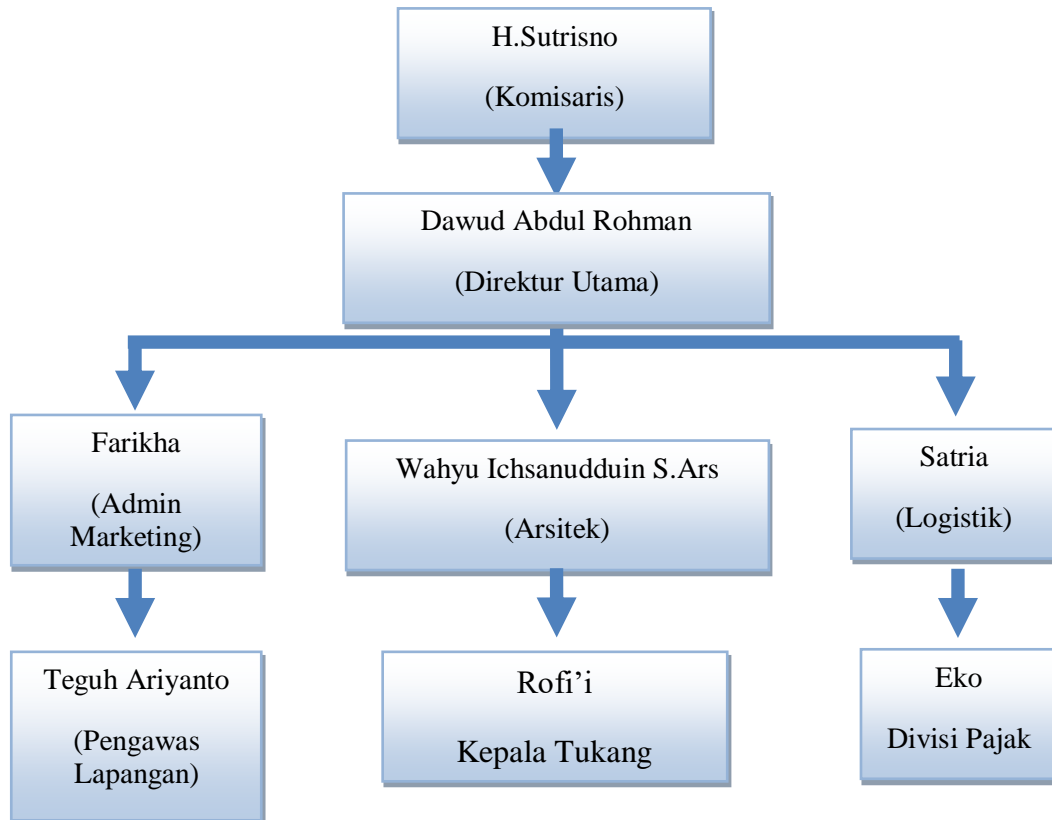 H.Sutrisno
(Komisaris)
Dawud Abdul Rohman
(Direktur Utama)
Farikha
(Admin
Marketing)
Wahyu Ichsanudduin S.Ars
(Arsitek)
Satria
(Logistik)
Teguh Ariyanto
(Pengawas
Lapangan)
Rofi’i
Kepala Tukang
Eko
Divisi Pajak